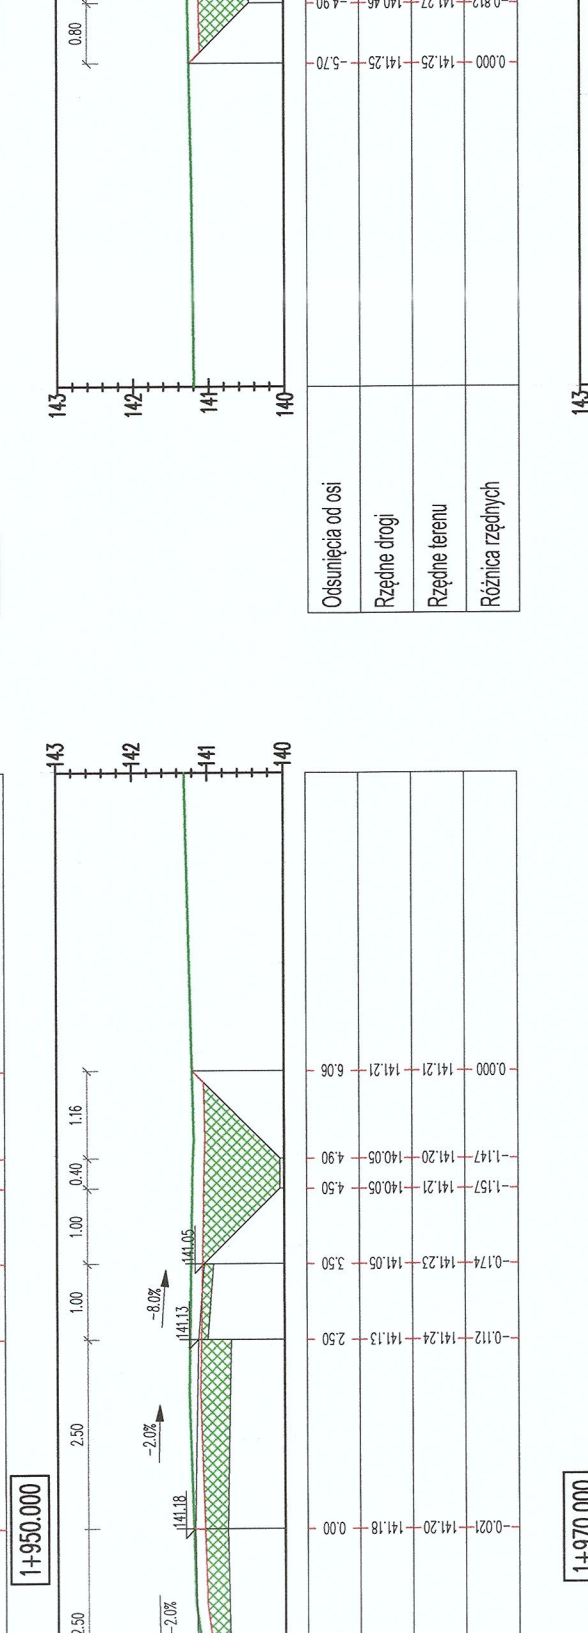 0.80
143
142
141
140
Odsunięcia od osi -5.70 -4.90
Rzędne drogi 141.25 140.46
Rzędne terenu 141.25 141.27
Różnica rzędnych 0.000 -0.812
143
1+950.000
143
142
141
140
2.50 2.50 1.00 1.00 0.40 1.16
-2.0% -2.0% -8.0%
141.18 141.13 141.05
0.00 2.50 3.50 4.50 4.90 6.06
141.18 141.13 141.05 140.05 140.05 141.21
141.20 141.24 141.23 141.21 141.20 141.21
-0.021 -0.112 -0.174 -1.157 -1.147 0.000
1+970.000